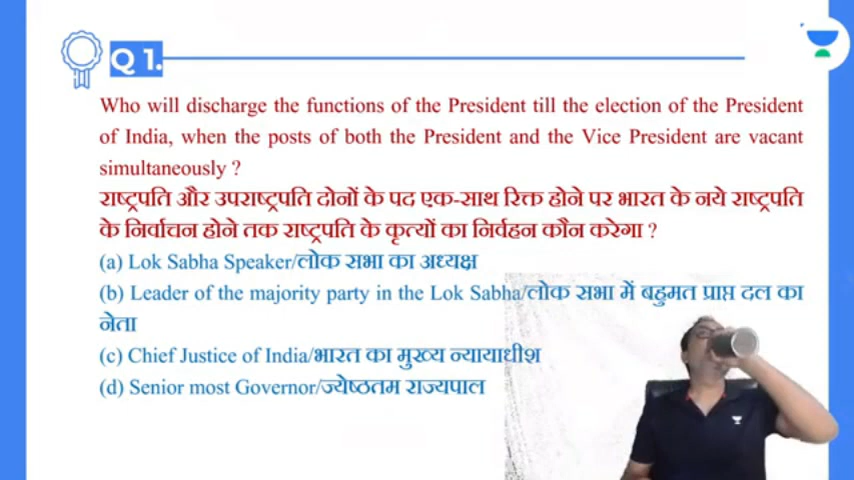 Q 1.
Who will discharge the functions of the President till the election of the President
of India, when the posts of both the President and the Vice President are vacant
simultaneously ?
राष्ट्रपति और उपराष्ट्रपति दोनों के पद एक-साथ रिक्त होने पर भारत के नये राष्ट्रपति
के निर्वाचन होने तक राष्ट्रपति के कृत्यों का निर्वहन कौन करेगा ?
(a) Lok Sabha Speaker/लोक सभा का अध्यक्ष
(b) Leader of the majority party in the Lok Sabha/लोक सभा में बहुमत प्राप्त दल का
नेता
(c) Chief Justice of India/भारत का मुख्य न्यायाधीश
(d) Senior most Governor/ज्येष्ठतम राज्यपाल